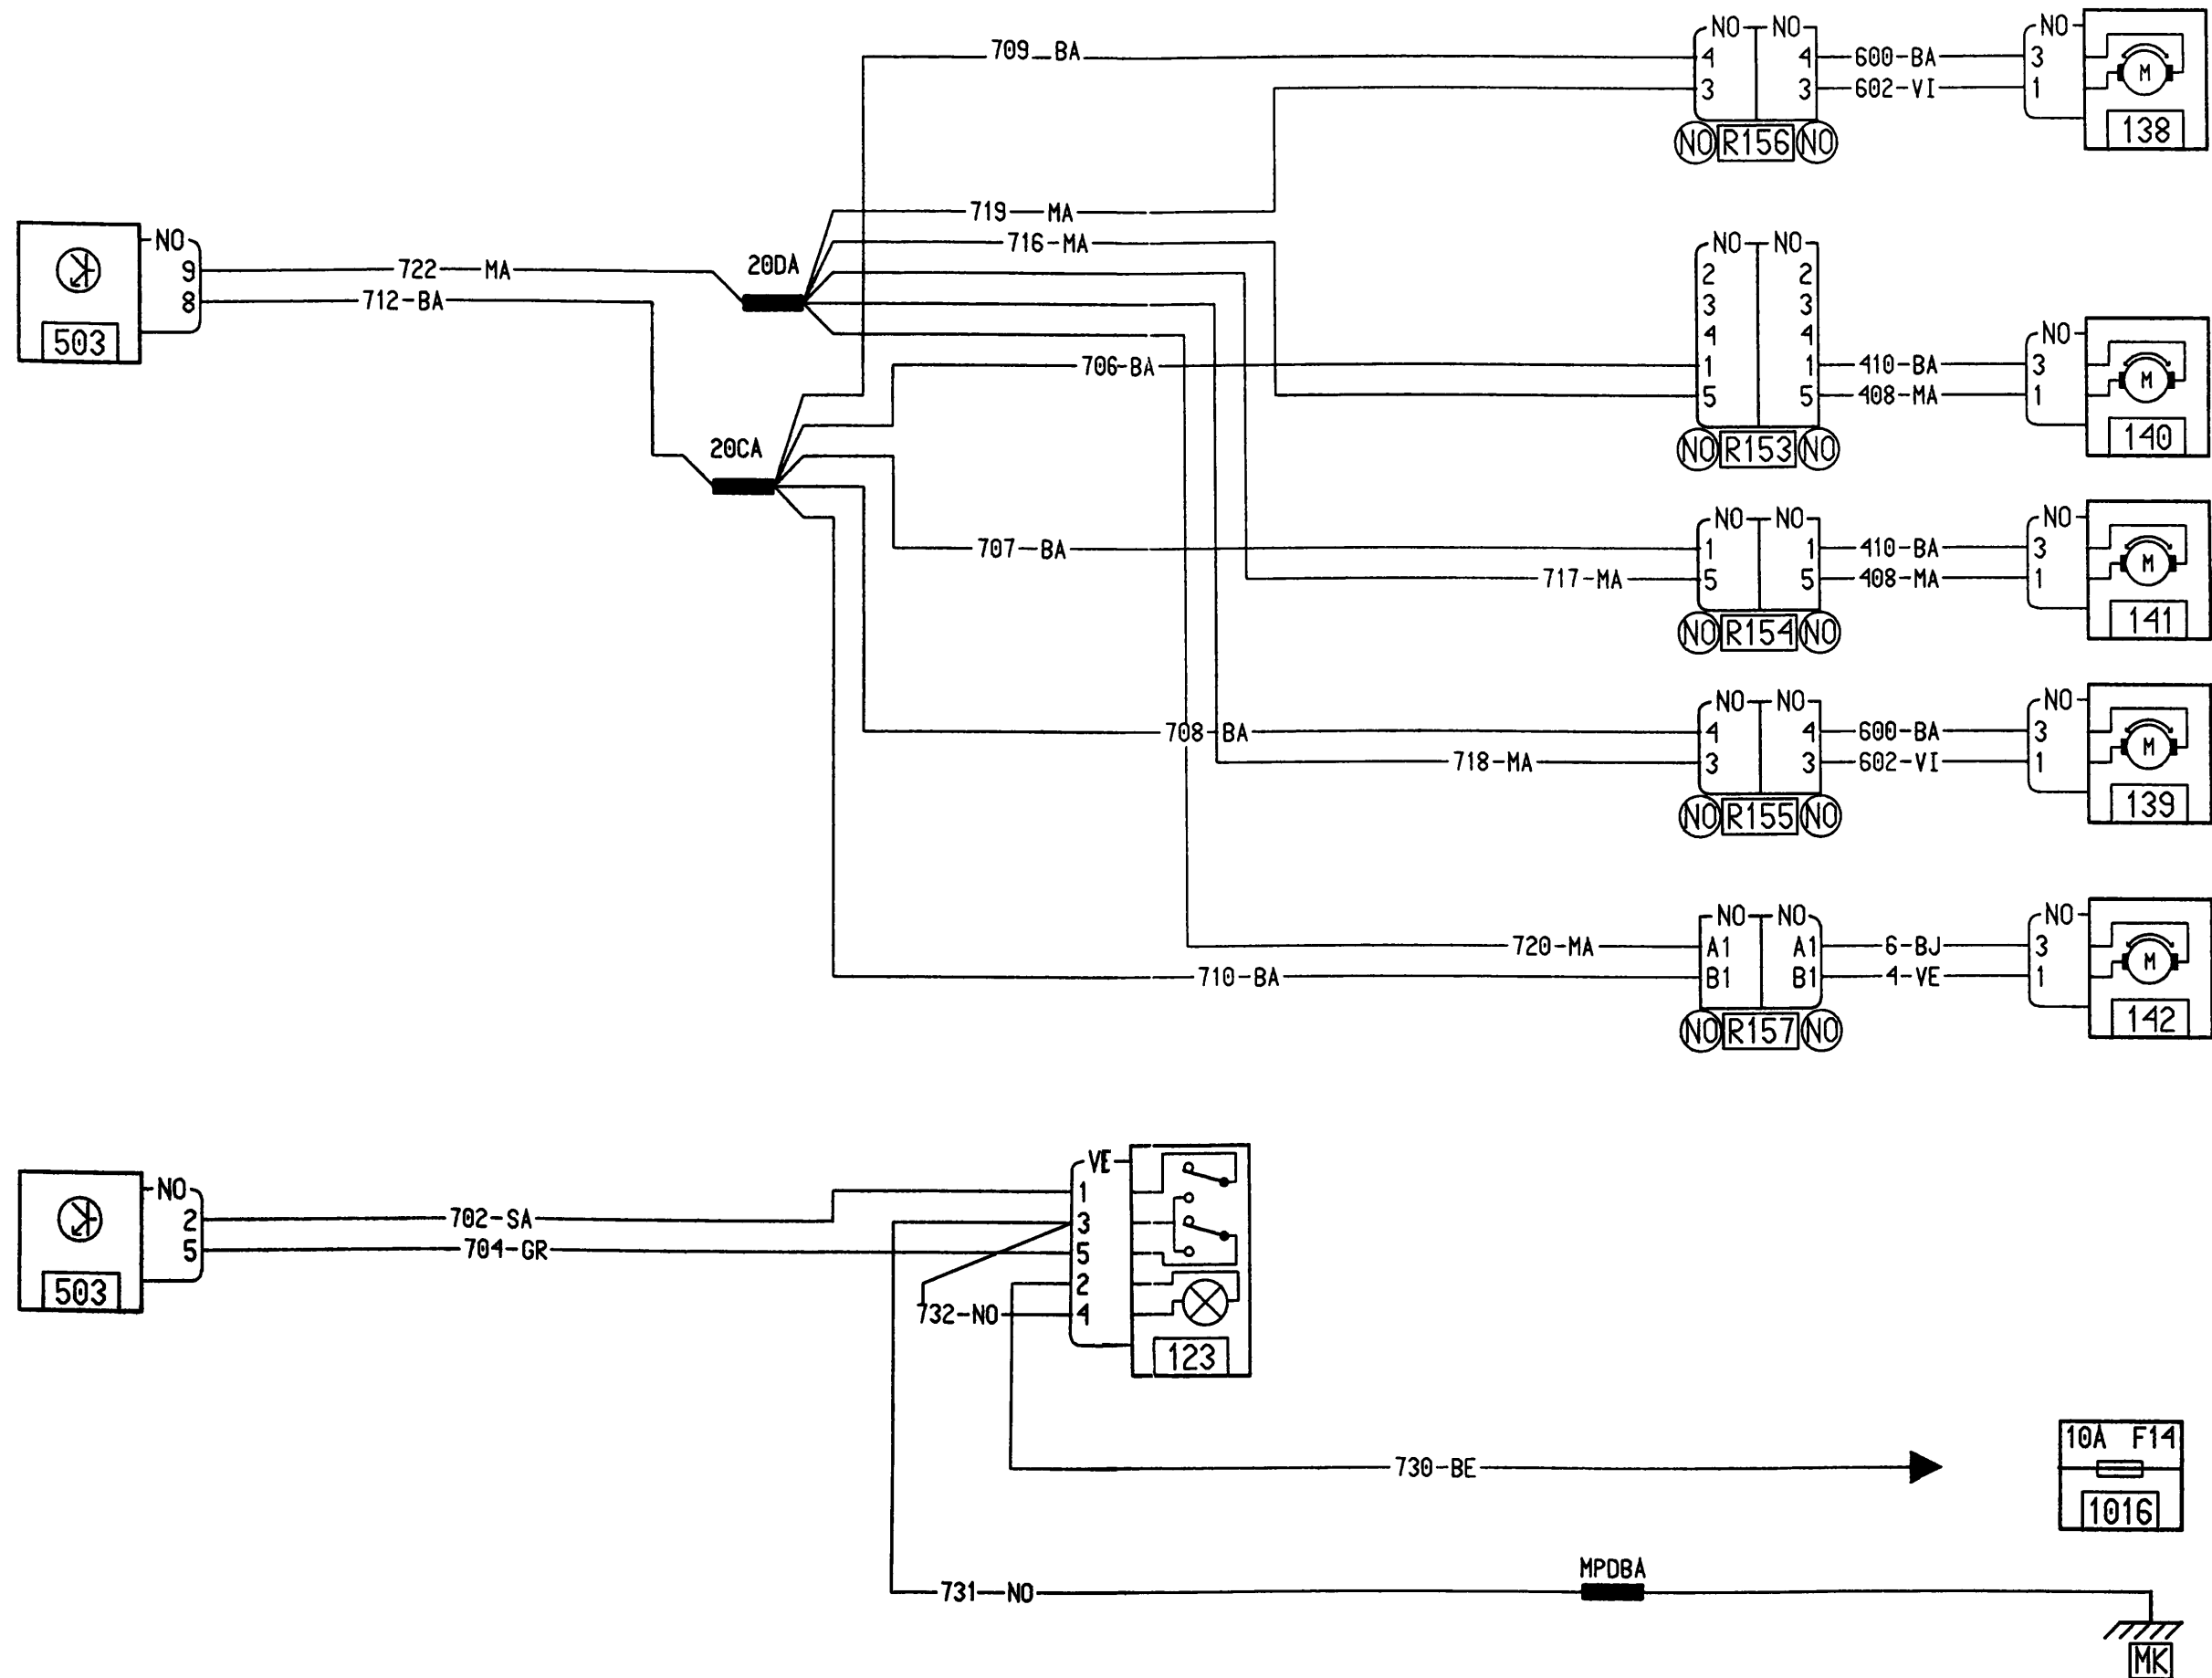 709 BA
NO NO NO
4 4 600-BA 3
3 3 602-VI 1
138
NO R156 NO
719 MA
716-MA
NO
9 722 MA
8 712-BA
503
20DA
NO NO
2 2
3 3
4 4 NO
706-BA 1 1 410-BA 3
5 5 408-MA 1
140
NO R153 NO
20CA
NO NO NO
707-BA 1 1 410-BA 3
717-MA 5 5 408-MA 1
141
NO R154 NO
NO NO NO
708-BA 4 4 600-BA 3
718-MA 3 3 602-VI 1
139
NO R155 NO
NO NO NO
720-MA A1 A1 6-BJ 3
710-BA B1 B1 4-VE 1
142
NO R157 NO
NO VE
2 702-SA 1
3
5 704-GR 5
503
2
732-NO 4
123
10A F14
730-BE
1016
MPDBA
731 NO
MK